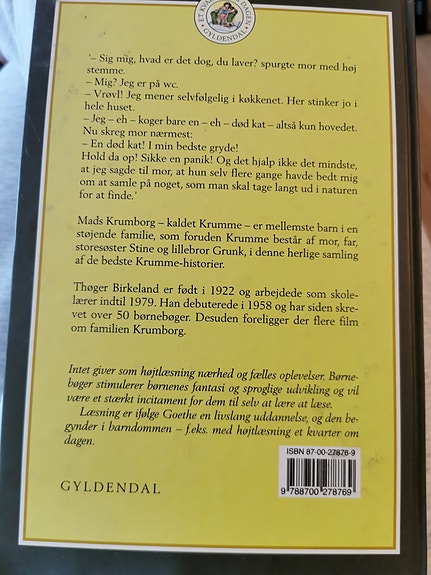 GYLDENDAL
'– Sig mig, hvad er det dog, du laver? spurgte mor med høj
stemme.
– Mig? Jeg er på wc.
– Vrøvl! Jeg mener selvfølgelig i køkkenet. Her stinker jo i
hele huset.
– Jeg – eh – koger bare en – eh – død kat – altså kun hovedet.
Nu skreg mor nærmest:
– En død kat! I min bedste gryde!
Hold da op! Sikke en panik! Og det hjalp ikke det mindste,
at jeg sagde til mor, at hun selv flere gange havde bedt mig
om at samle på noget, som man skal tage langt ud i naturen
for at finde.'
Mads Krumborg – kaldet Krumme – er mellemste barn i en
støjende familie, som foruden Krumme består af mor, far,
storesøster Stine og lillebror Grunk, i denne herlige samling
af de bedste Krumme-historier.
Thøger Birkeland er født i 1922 og arbejdede som skole-
lærer indtil 1979. Han debuterede i 1958 og har siden skre-
vet over 50 børnebøger. Desuden foreligger der flere film
om familien Krumborg.
Intet giver som højtlæsning nærhed og fælles oplevelser. Børne-
bøger stimulerer børnenes fantasi og sproglige udvikling og vil
være et stærkt incitament for dem til selv at lære at læse.
Læsning er ifølge Goethe en livslang uddannelse, og den be-
gynder i barndommen – f.eks. med højtlæsning et kvarter om
dagen.
ISBN 87-00-27876-9
9 788700 278769
GYLDENDAL